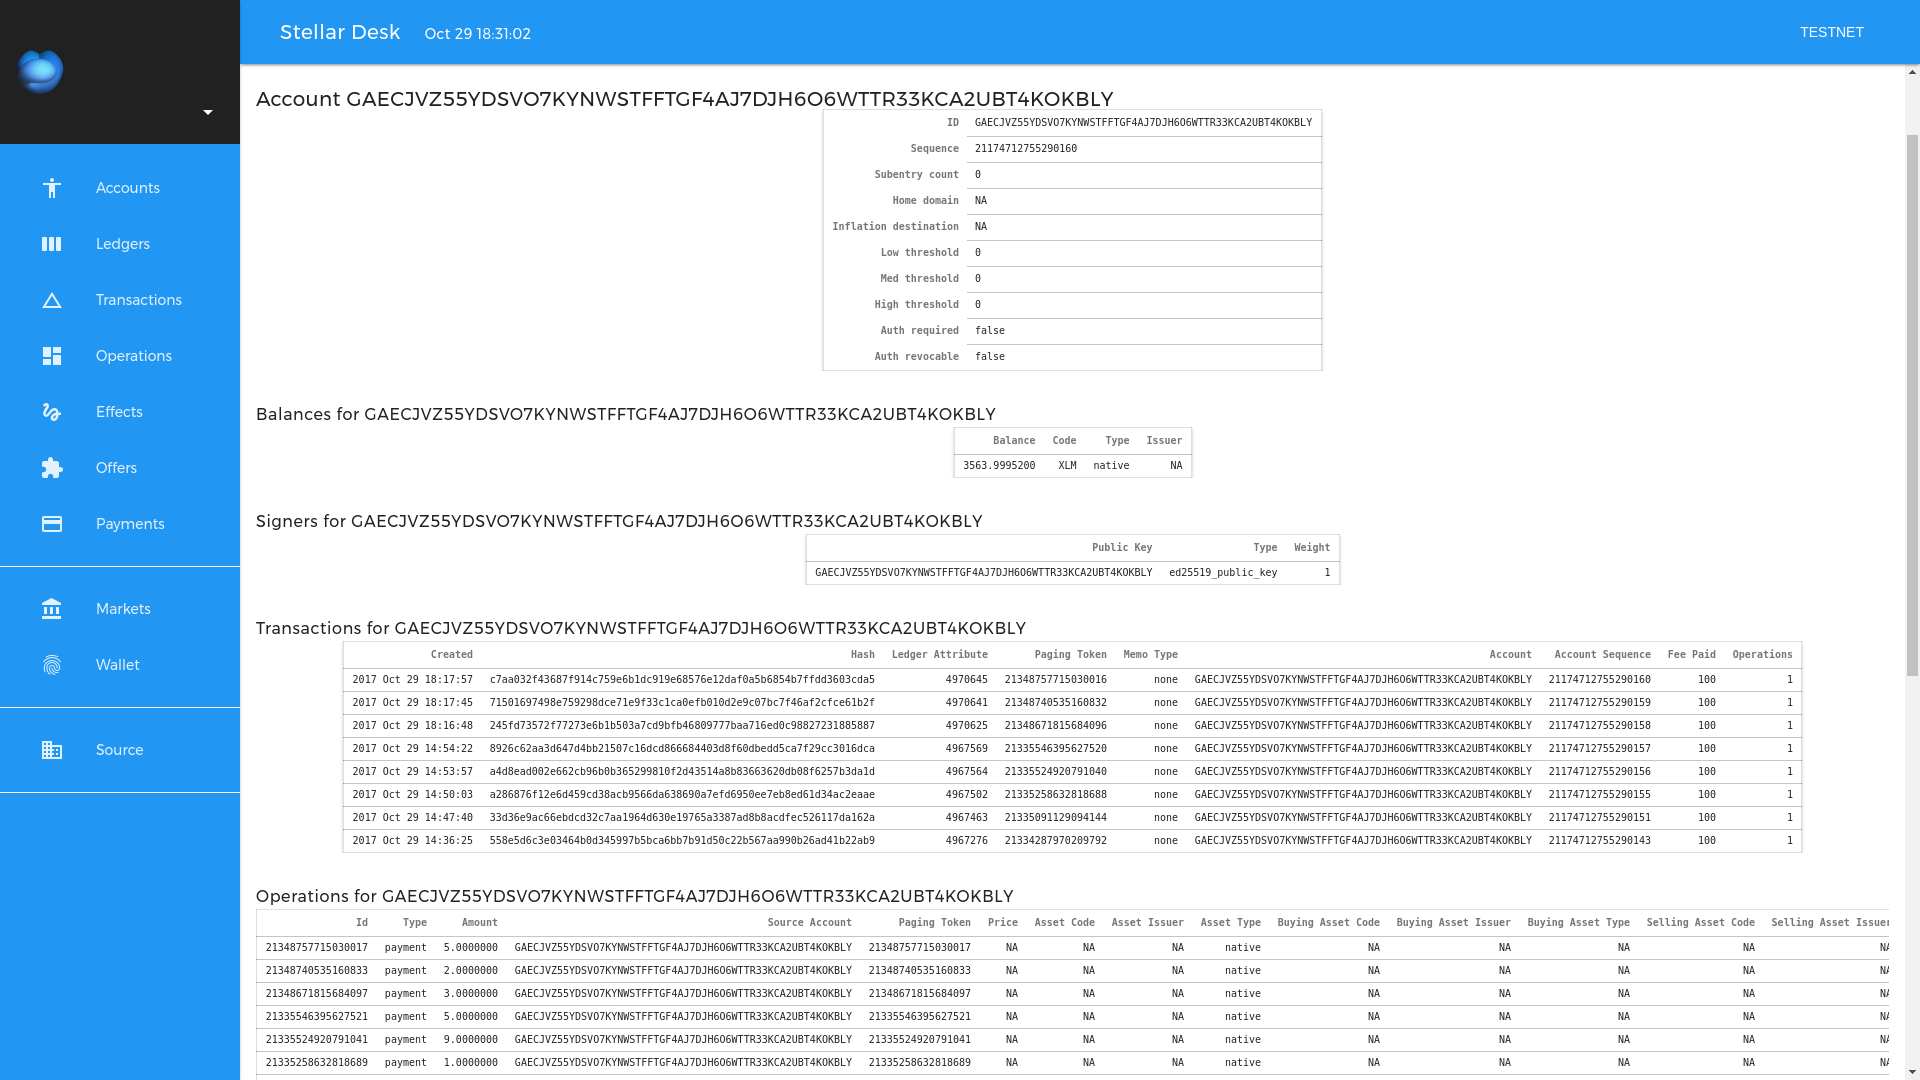 Stellar Desk Oct 29 18:31:02 TESTNET
Accounts
Ledgers
Transactions
Operations
Effects
Offers
Payments
Markets
Wallet
Source
Account GAECJVZ55YDSVO7KYNWSTFFTGF4AJ7DJH6O6WTTR33KCA2UBT4KOKBLY
ID GAECJVZ55YDSVO7KYNWSTFFTGF4AJ7DJH6O6WTTR33KCA2UBT4KOKBLY
Sequence 21174712755290160
Subentry count 0
Home domain NA
Inflation destination NA
Low threshold 0
Med threshold 0
High threshold 0
Auth required false
Auth revocable false
Balances for GAECJVZ55YDSVO7KYNWSTFFTGF4AJ7DJH6O6WTTR33KCA2UBT4KOKBLY
Balance Code Type Issuer
3563.9995200 XLM native NA
Signers for GAECJVZ55YDSVO7KYNWSTFFTGF4AJ7DJH6O6WTTR33KCA2UBT4KOKBLY
Public Key Type Weight
GAECJVZ55YDSVO7KYNWSTFFTGF4AJ7DJH6O6WTTR33KCA2UBT4KOKBLY ed25519_public_key 1
Transactions for GAECJVZ55YDSVO7KYNWSTFFTGF4AJ7DJH6O6WTTR33KCA2UBT4KOKBLY
Created Hash Ledger Attribute Paging Token Memo Type Account Account Sequence Fee Paid Operations
2017 Oct 29 18:17:57 c7aa032f43687f914c759e6b1dc919e68576e12daf0a5b6854b7ffdd3603cda5 4970645 21348757715030016 none GAECJVZ55YDSVO7KYNWSTFFTGF4AJ7DJH6O6WTTR33KCA2UBT4KOKBLY 21174712755290160 100 1
2017 Oct 29 18:17:45 71501697498e759298dce71e9f33c1ca0efb010d2e9c07bc7f46af2cfce61b2f 4970641 21348740535160832 none GAECJVZ55YDSVO7KYNWSTFFTGF4AJ7DJH6O6WTTR33KCA2UBT4KOKBLY 21174712755290159 100 1
2017 Oct 29 18:16:48 245fd73572f77273e6b1b503a7cd9bfb46809777baa716ed0c98827231885887 4970625 21348671815684096 none GAECJVZ55YDSVO7KYNWSTFFTGF4AJ7DJH6O6WTTR33KCA2UBT4KOKBLY 21174712755290158 100 1
2017 Oct 29 14:54:22 8926c62aa3d647d4bb21507c16dcd866684403d8f60dbedd5ca7f29cc3016dca 4967569 21335546395627520 none GAECJVZ55YDSVO7KYNWSTFFTGF4AJ7DJH6O6WTTR33KCA2UBT4KOKBLY 21174712755290157 100 1
2017 Oct 29 14:53:57 a4d8ead002e662cb96b0b365299810f2d43514a8b83663620db08f6257b3da1d 4967564 21335524920791040 none GAECJVZ55YDSVO7KYNWSTFFTGF4AJ7DJH6O6WTTR33KCA2UBT4KOKBLY 21174712755290156 100 1
2017 Oct 29 14:50:03 a286876f12e6d459cd38acb9566da638690a7efd6950ee7eb8ed61d34ac2eaae 4967502 21335258632818688 none GAECJVZ55YDSVO7KYNWSTFFTGF4AJ7DJH6O6WTTR33KCA2UBT4KOKBLY 21174712755290155 100 1
2017 Oct 29 14:47:40 33d36e9ac66ebdcd32c7aa1964d630e19765a3387ad8b8acdfec526117da162a 4967463 21335091129094144 none GAECJVZ55YDSVO7KYNWSTFFTGF4AJ7DJH6O6WTTR33KCA2UBT4KOKBLY 21174712755290151 100 1
2017 Oct 29 14:36:25 558e5d6c3e03464b0d345997b5bca6bb7b91d50c22b567aa990b26ad41b22ab9 4967276 21334287970209792 none GAECJVZ55YDSVO7KYNWSTFFTGF4AJ7DJH6O6WTTR33KCA2UBT4KOKBLY 21174712755290143 100 1
Operations for GAECJVZ55YDSVO7KYNWSTFFTGF4AJ7DJH6O6WTTR33KCA2UBT4KOKBLY
Id Type Amount Source Account Paging Token Price Asset Code Asset Issuer Asset Type Buying Asset Code Buying Asset Issuer Buying Asset Type Selling Asset Code Selling Asset Issuer
21348757715030017 payment 5.0000000 GAECJVZ55YDSVO7KYNWSTFFTGF4AJ7DJH6O6WTTR33KCA2UBT4KOKBLY 21348757715030017 NA NA NA native NA NA NA NA NA
21348740535160833 payment 2.0000000 GAECJVZ55YDSVO7KYNWSTFFTGF4AJ7DJH6O6WTTR33KCA2UBT4KOKBLY 21348740535160833 NA NA NA native NA NA NA NA NA
21348671815684097 payment 3.0000000 GAECJVZ55YDSVO7KYNWSTFFTGF4AJ7DJH6O6WTTR33KCA2UBT4KOKBLY 21348671815684097 NA NA NA native NA NA NA NA NA
21335546395627521 payment 5.0000000 GAECJVZ55YDSVO7KYNWSTFFTGF4AJ7DJH6O6WTTR33KCA2UBT4KOKBLY 21335546395627521 NA NA NA native NA NA NA NA NA
21335524920791041 payment 9.0000000 GAECJVZ55YDSVO7KYNWSTFFTGF4AJ7DJH6O6WTTR33KCA2UBT4KOKBLY 21335524920791041 NA NA NA native NA NA NA NA NA
21335258632818689 payment 1.0000000 GAECJVZ55YDSVO7KYNWSTFFTGF4AJ7DJH6O6WTTR33KCA2UBT4KOKBLY 21335258632818689 NA NA NA native NA NA NA NA NA